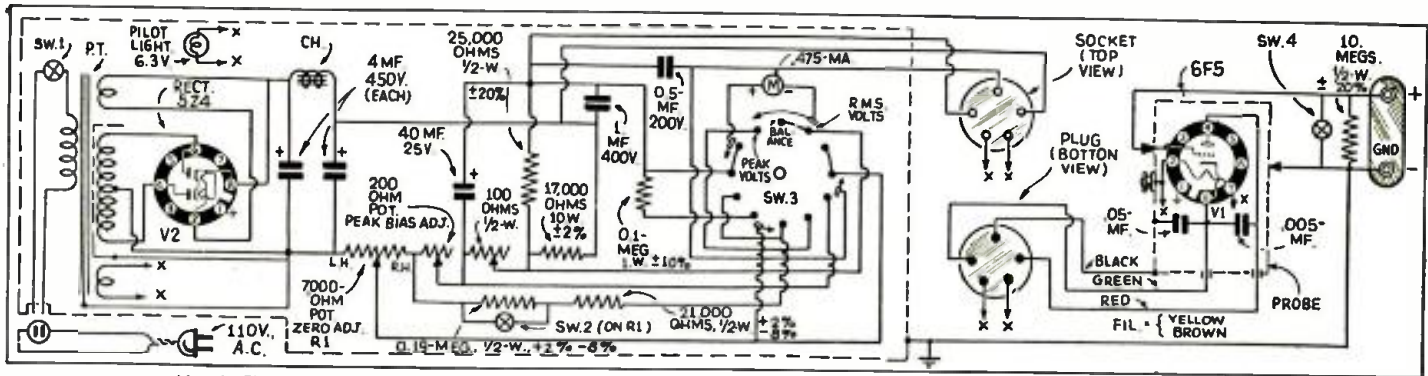 SW.1
P.T.
PILOT
LIGHT
6.3V.
X
X
CH.
4 MF.
450V.
(EACH)
RECT.
5Z4
V2
X
X
110V.,
A.C.
+
+
40 MF.
25V.
+
200
OHM
POT.
PEAK BIAS ADJ.
L.H.
R.H.
7000-
OHM
POT
ZERO ADJ.
R1
25,000
OHMS
1/2-W.
±20%
100
OHMS
1/2-W.
17,000
OHMS
10W
±2%
0.5-
MF.
200V.
1
MF
400V.
0.1-
MEG
±10%
SW.2 (ON R1)
0.19-MEG., 1/2-W., +2% -8%
21,000
OHMS, 1/2-W
+2%
-8%
.475-MA
+ M -
R.M.S.
VOLTS
BAL
ANCE
PEAK
VOLTS
SW.3
SOCKET
(TOP
VIEW)
X X
PLUG
(BOTTON
VIEW)
X X
BLACK
GREEN
RED
FIL = { YELLOW
BROWN
6F5
V1
X
X
.05-
MF.
.005-
MF.
PROBE
SW.4
10.
MEGS.
1/2-W.
±20%
+
GND
-